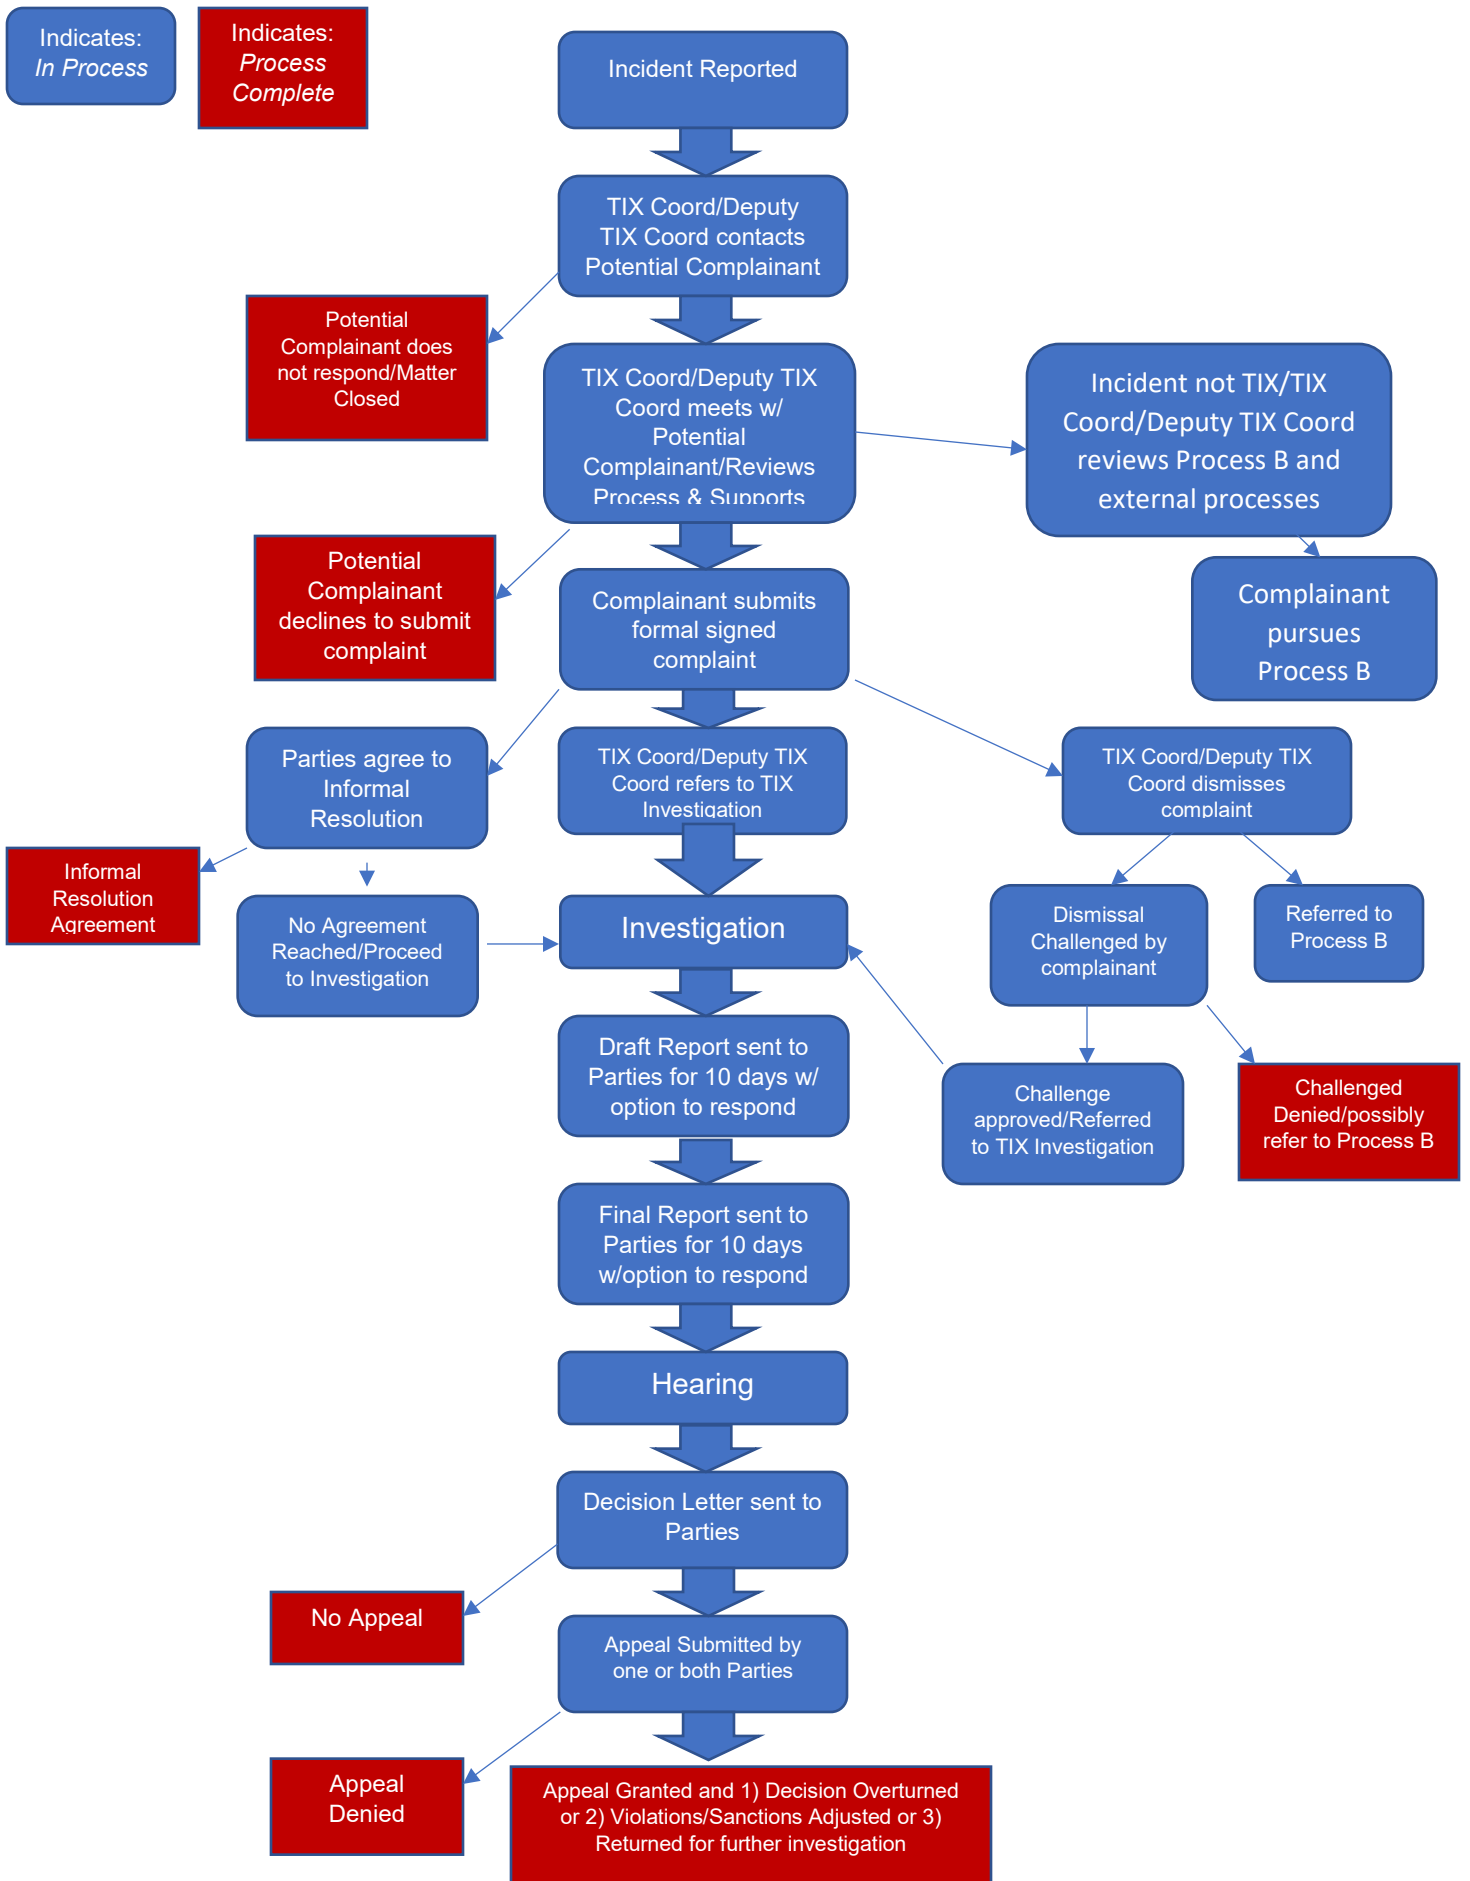 Indicates:
In Process
Indicates:
Process
Complete
Incident Reported
TIX Coord/Deputy
TIX Coord contacts
Potential Complainant
Potential
Complainant does
not respond/Matter
Closed
TIX Coord/Deputy TIX
Coord meets w/
Potential
Complainant/Reviews
Process & Supports
Incident not TIX/TIX
Coord/Deputy TIX Coord
reviews Process B and
external processes
Potential
Complainant
declines to submit
complaint
Complainant submits
formal signed
complaint
Complainant
pursues
Process B
Parties agree to
Informal
Resolution
TIX Coord/Deputy TIX
Coord refers to TIX
Investigation
TIX Coord/Deputy TIX
Coord dismisses
complaint
Informal
Resolution
Agreement
No Agreement
Reached/Proceed
to Investigation
Investigation
Dismissal
Challenged by
complainant
Referred to
Process B
Draft Report sent to
Parties for 10 days w/
option to respond
Challenge
approved/Referred
to TIX Investigation
Challenged
Denied/possibly
refer to Process B
Final Report sent to
Parties for 10 days
w/option to respond
Hearing
Decision Letter sent to
Parties
No Appeal
Appeal Submitted by
one or both Parties
Appeal
Denied
Appeal Granted and 1) Decision Overturned
or 2) Violations/Sanctions Adjusted or 3)
Returned for further investigation